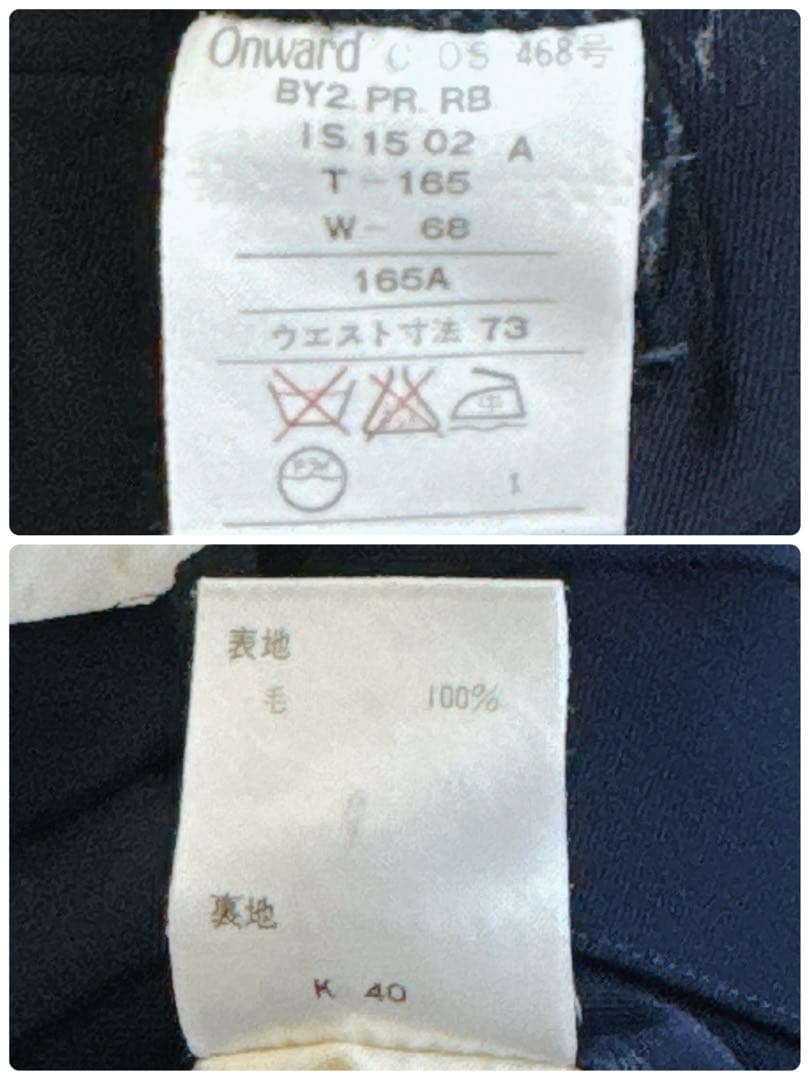 Onward C OS 468号
BY2.PR.RB
IS.15 02 A
T-165
W- 68
165A
ウエスト寸法 73
中
ドライ
1
表地
毛 100%
裏地
K 40